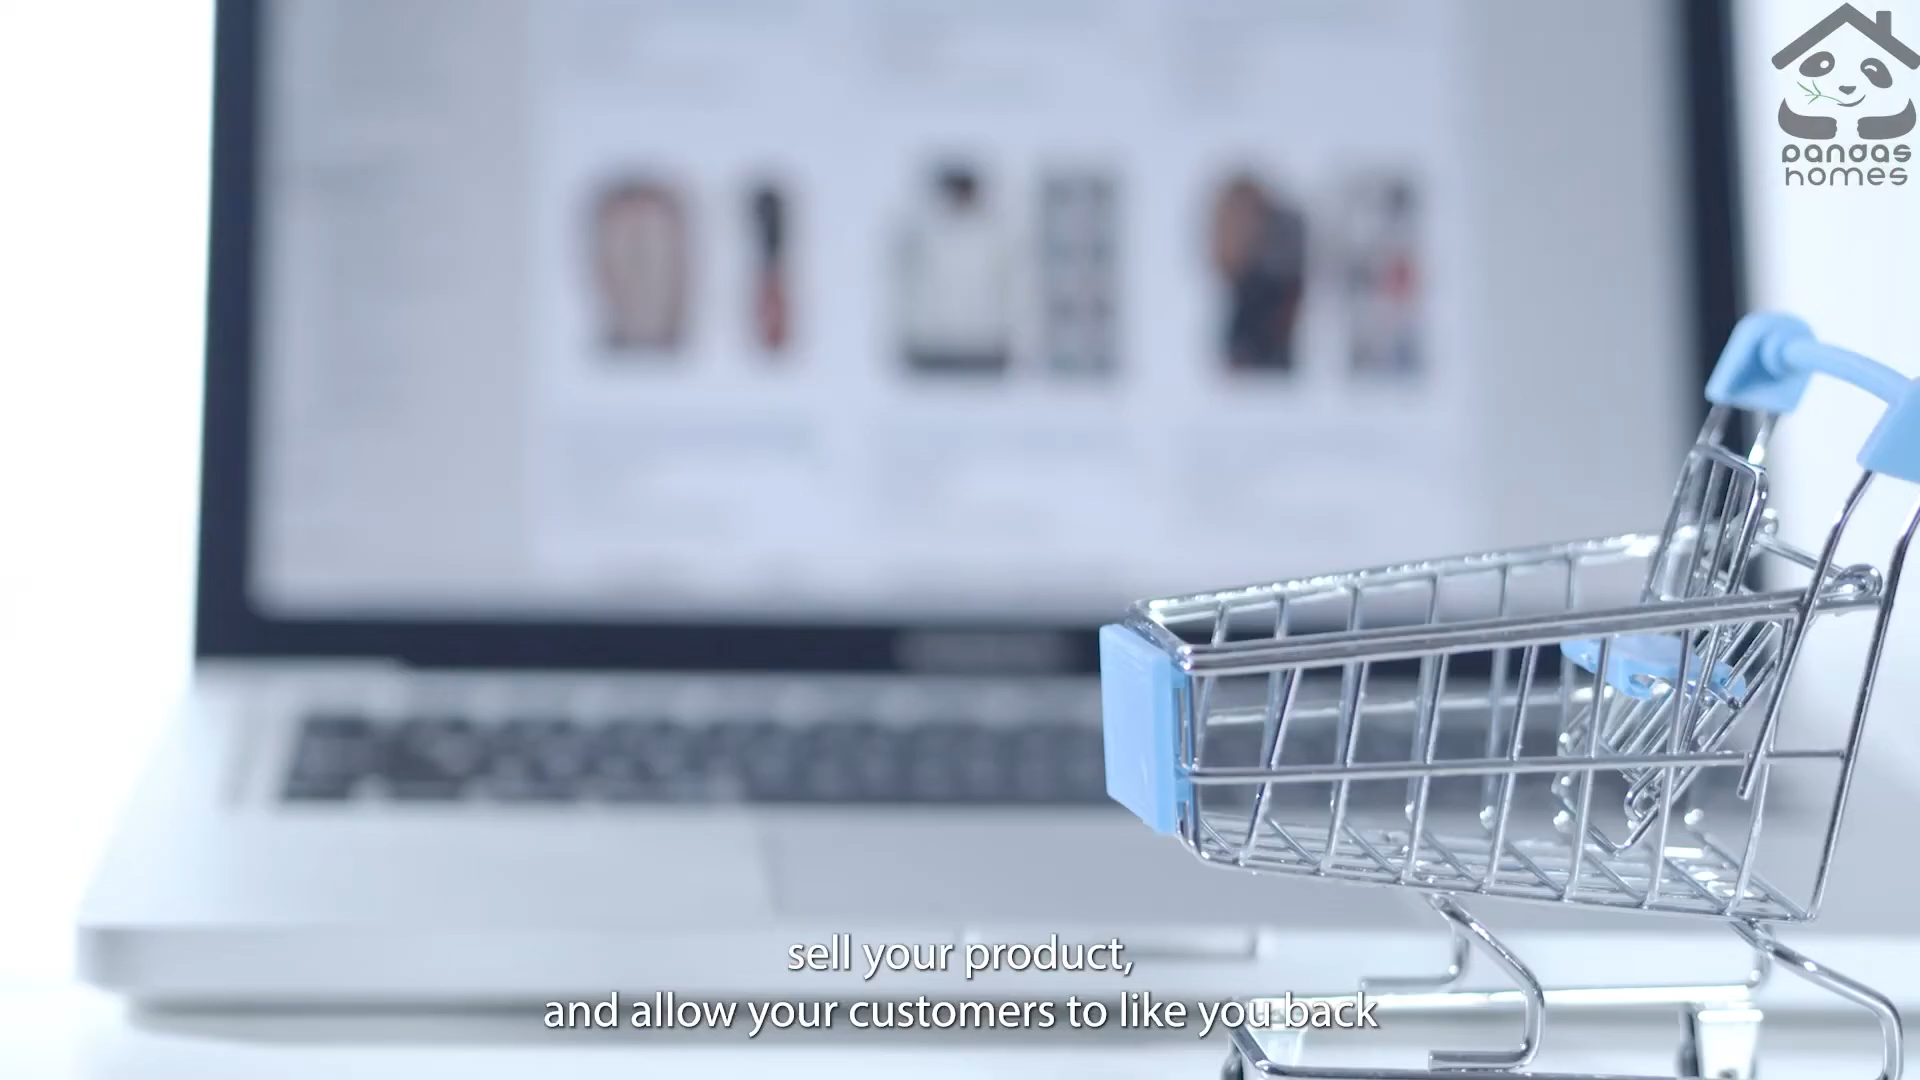 pandas
homes
sell your product,
and allow your customers to like you back